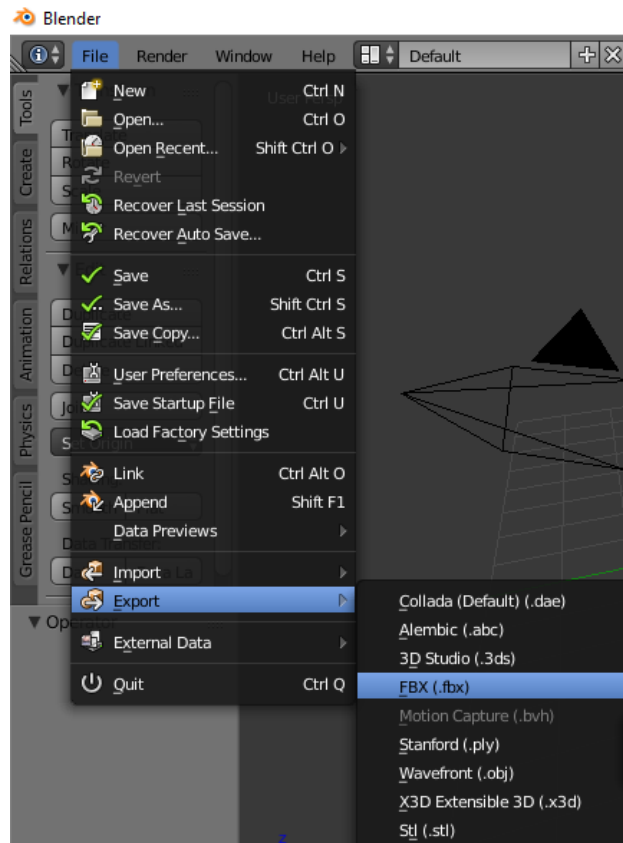 Blender
File Render Window Help Default
Tools
Create
Relations
Animation
Physics
Grease Pencil
User Persp
New Ctrl N
Open... Ctrl O
Open Recent... Shift Ctrl O
Revert
Recover Last Session
Recover Auto Save...
Save Ctrl S
Save As... Shift Ctrl S
Save Copy... Ctrl Alt S
User Preferences... Ctrl Alt U
Save Startup File Ctrl U
Load Factory Settings
Link Ctrl Alt O
Append Shift F1
Data Previews
Import
Export
External Data
Quit Ctrl Q
Operator
Collada (Default) (.dae)
Alembic (.abc)
3D Studio (.3ds)
FBX (.fbx)
Motion Capture (.bvh)
Stanford (.ply)
Wavefront (.obj)
X3D Extensible 3D (.x3d)
Stl (.stl)
z